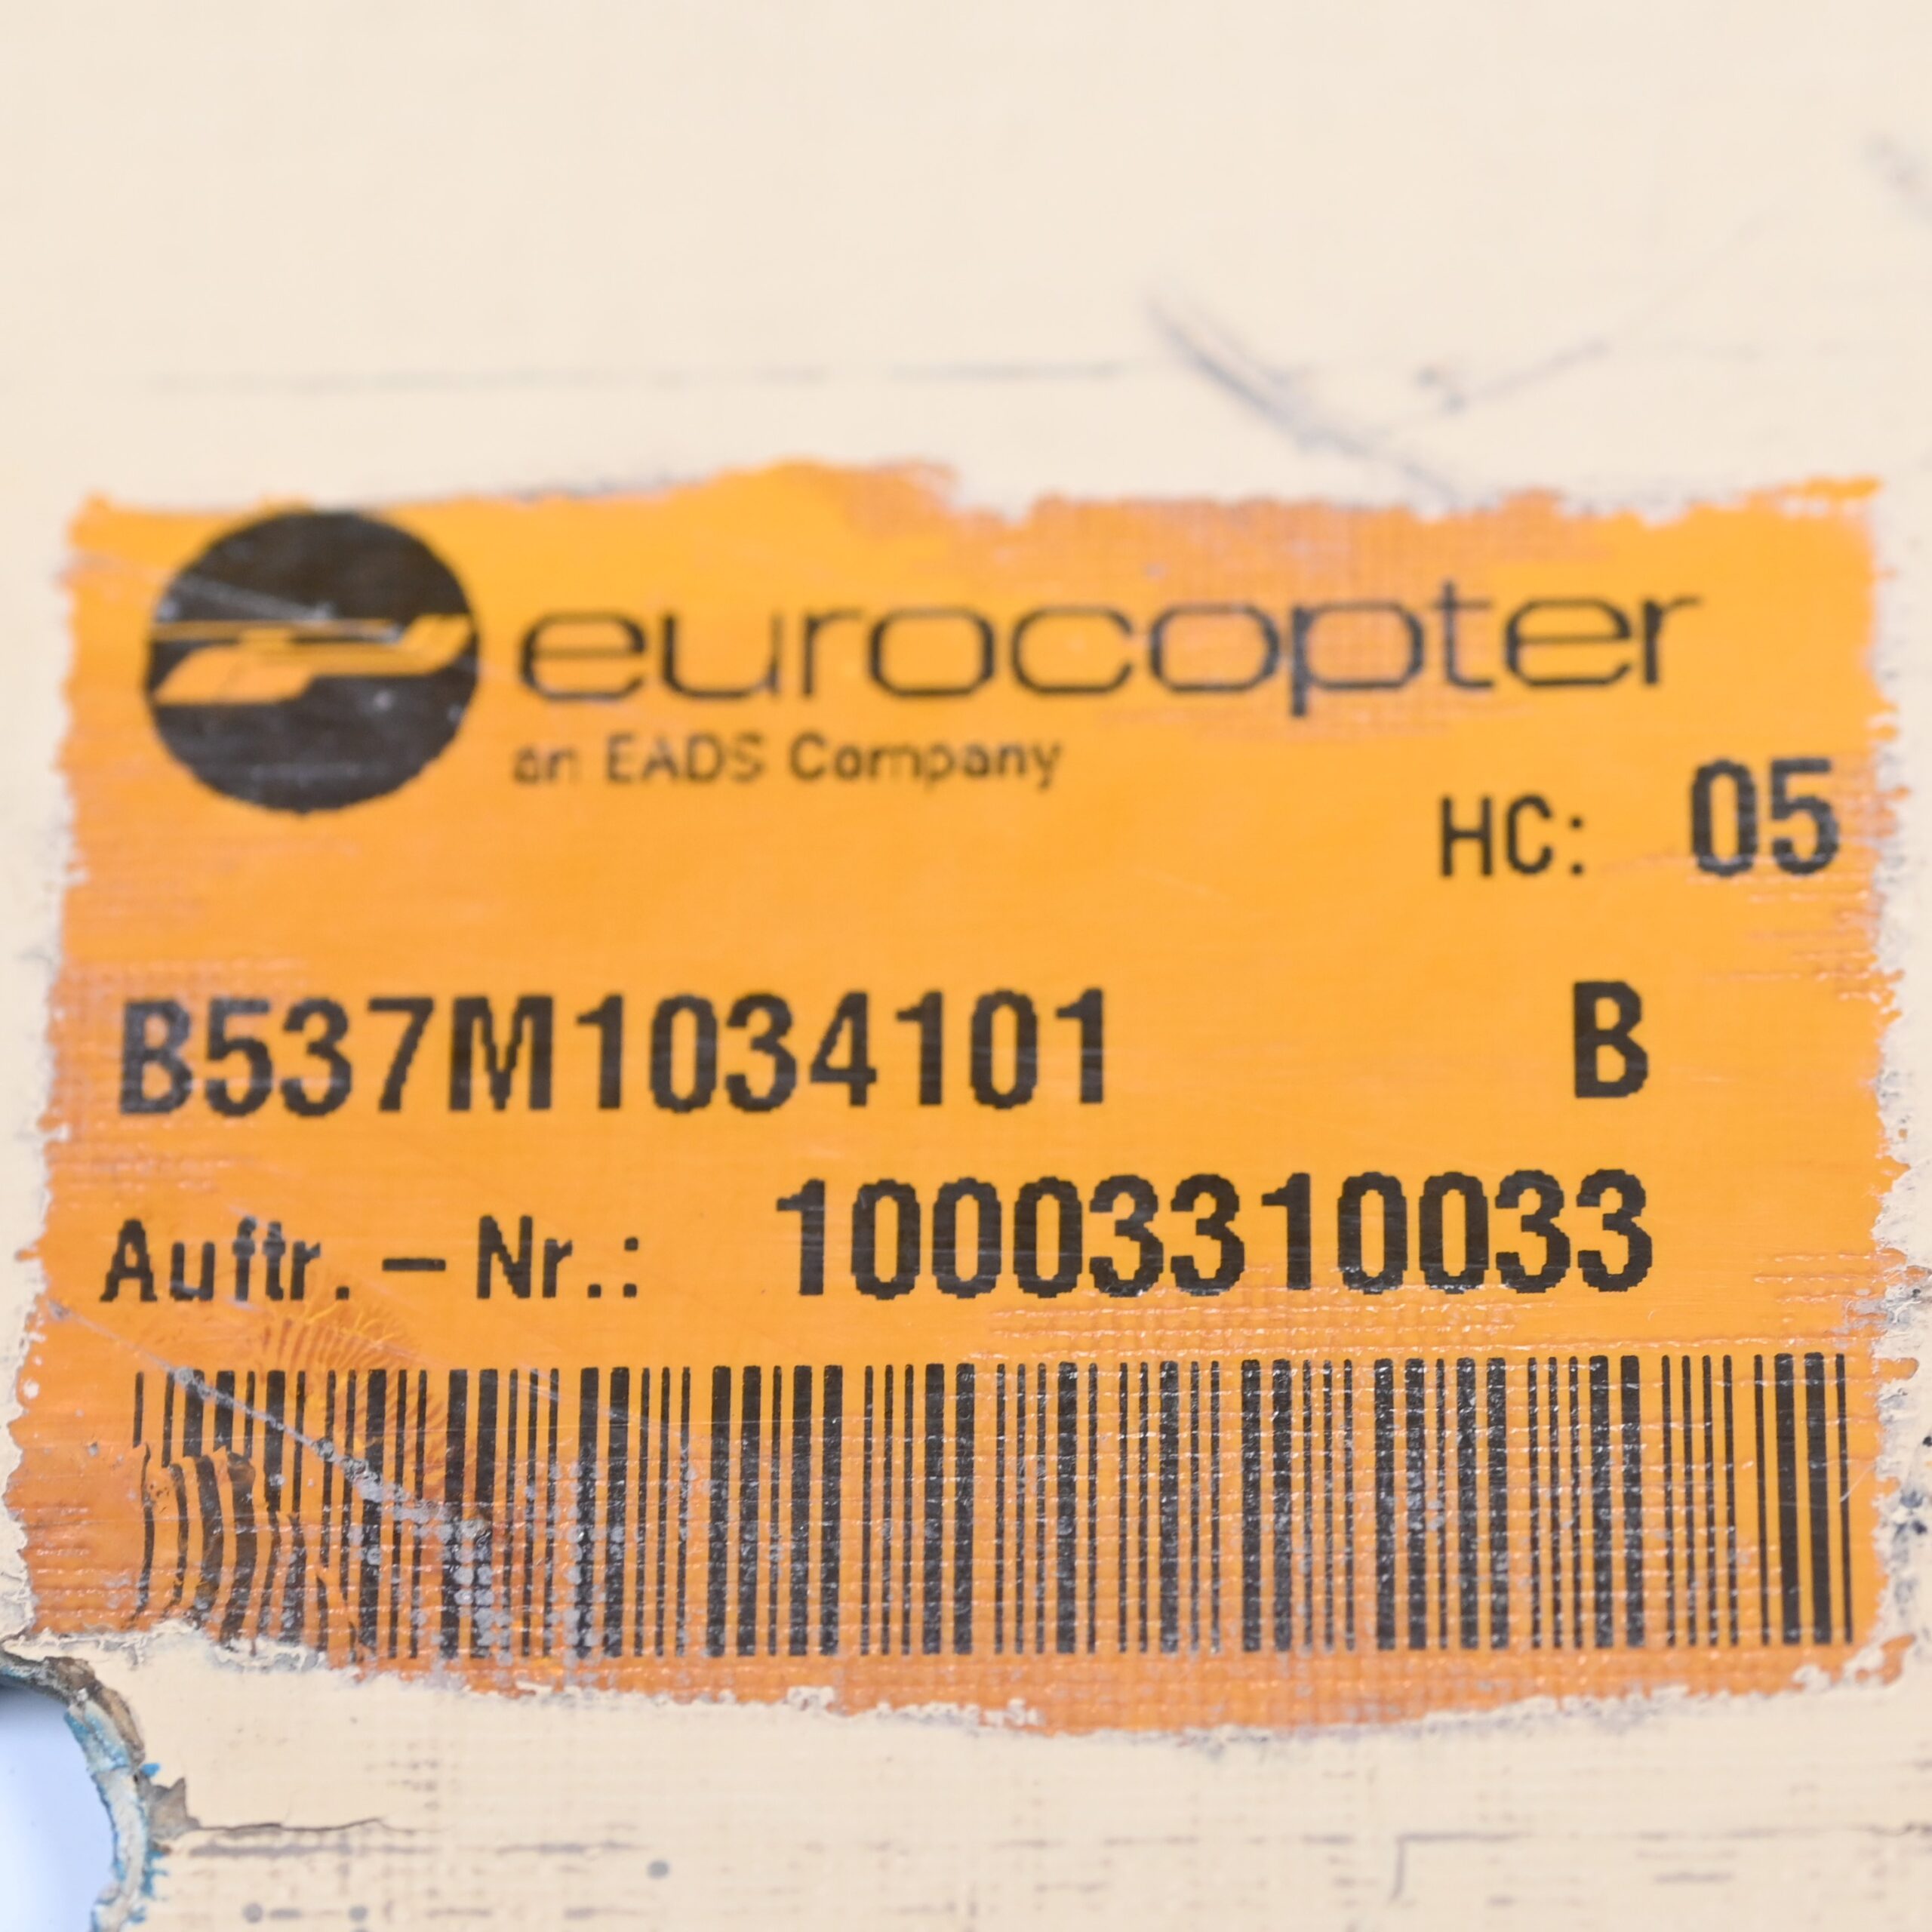 eurocopter
an EADS Company
HC: 05
B537M1034101 B
Auftr. – Nr.: 10003310033